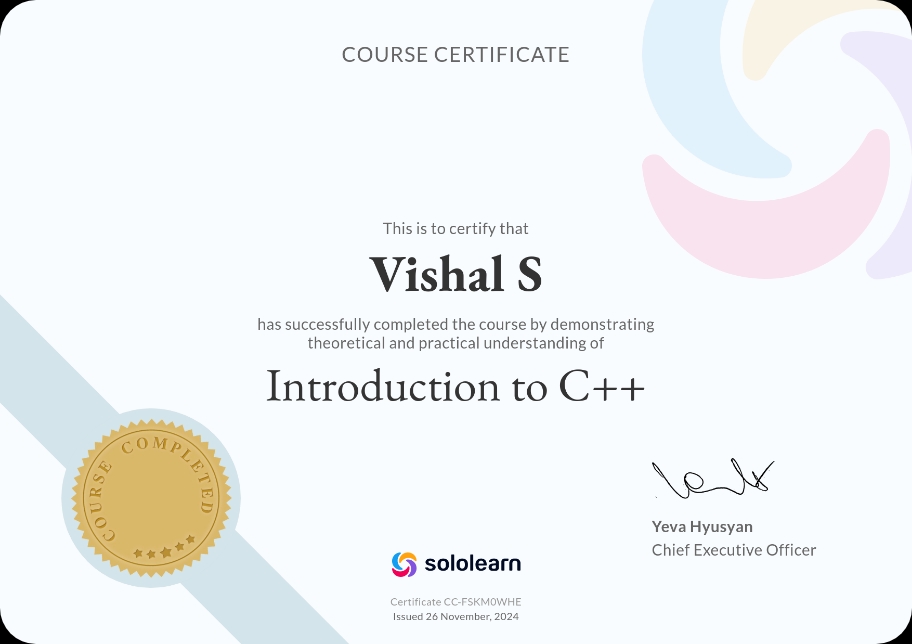 COURSE CERTIFICATE
This is to certify that
Vishal S
has successfully completed the course by demonstrating
theoretical and practical understanding of
Introduction to C++
COURSE COMPLETED
Yeva Hyusyan
Chief Executive Officer
sololearn
Certificate CC-FSKM0WHE
Issued 26 November, 2024